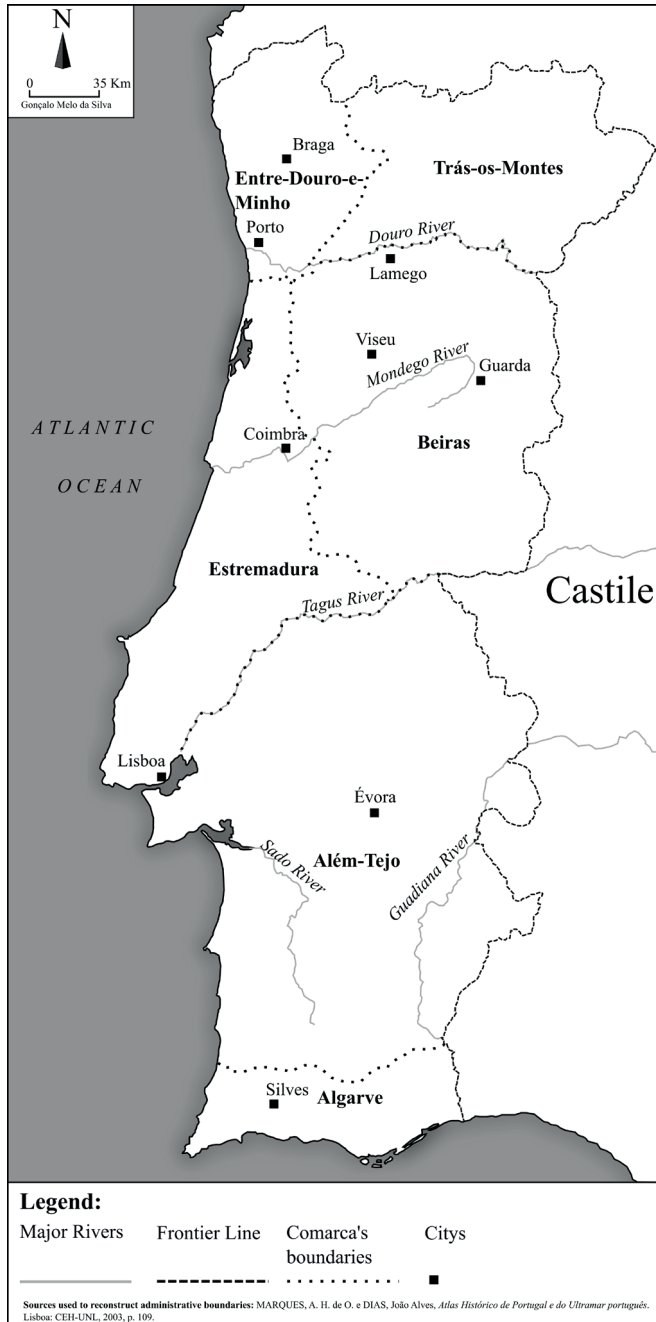 N
0 35 Km
Gonçalo Melo da Silva
Braga
Trás-os-Montes
Entre-Douro-e-
Minho
Porto
Douro River
Lamego
Viseu
Mondego River
Guarda
ATLANTIC
OCEAN
Coimbra
Beiras
Estremadura
Castile
Tagus River
Lisboa
Évora
Sado River
Além-Tejo
Guadiana River
Silves
Algarve
Legend:
Major Rivers Frontier Line Comarca's Citys
boundaries
Sources used to reconstruct administrative boundaries: MARQUES, A. H. de O. e DIAS, João Alves, Atlas Histórico de Portugal e do Ultramar português.
Lisboa: CEH-UNL, 2003, p. 109.